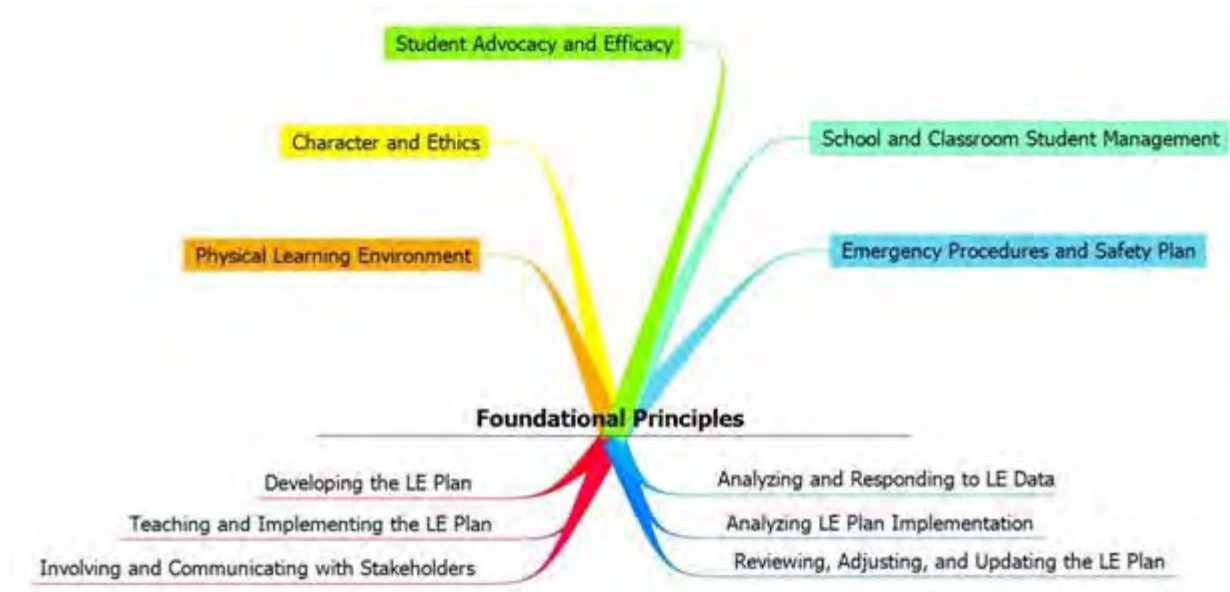 Student Advocacy and Efficacy
Character and Ethics
School and Classroom Student Management
Physical Learning Environment
Emergency Procedures and Safety Plan
Foundational Principles
Developing the LE Plan
Analyzing and Responding to LE Data
Teaching and Implementing the LE Plan
Analyzing LE Plan Implementation
Involving and Communicating with Stakeholders
Reviewing, Adjusting, and Updating the LE Plan